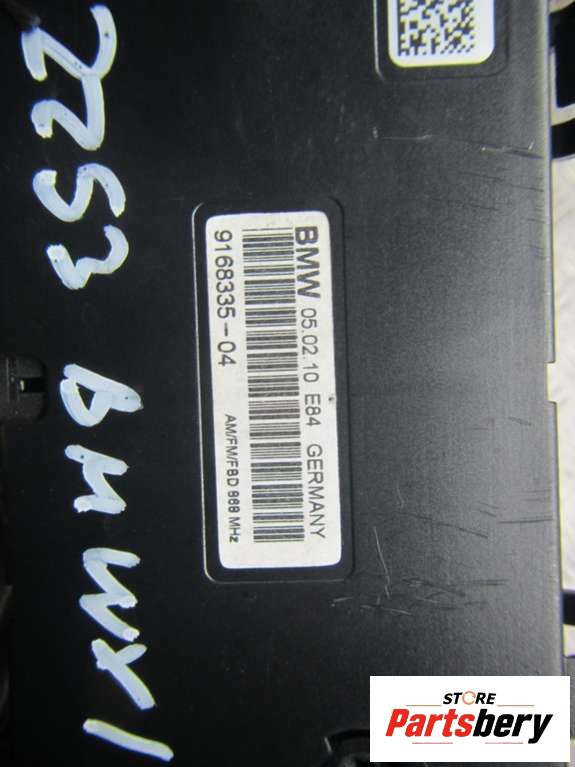 BMW 05.02.10 E84 GERMANY
9168335-04
AM/FM/FBD 868 MHz
2253 BMW X1
STORE
Partsbery